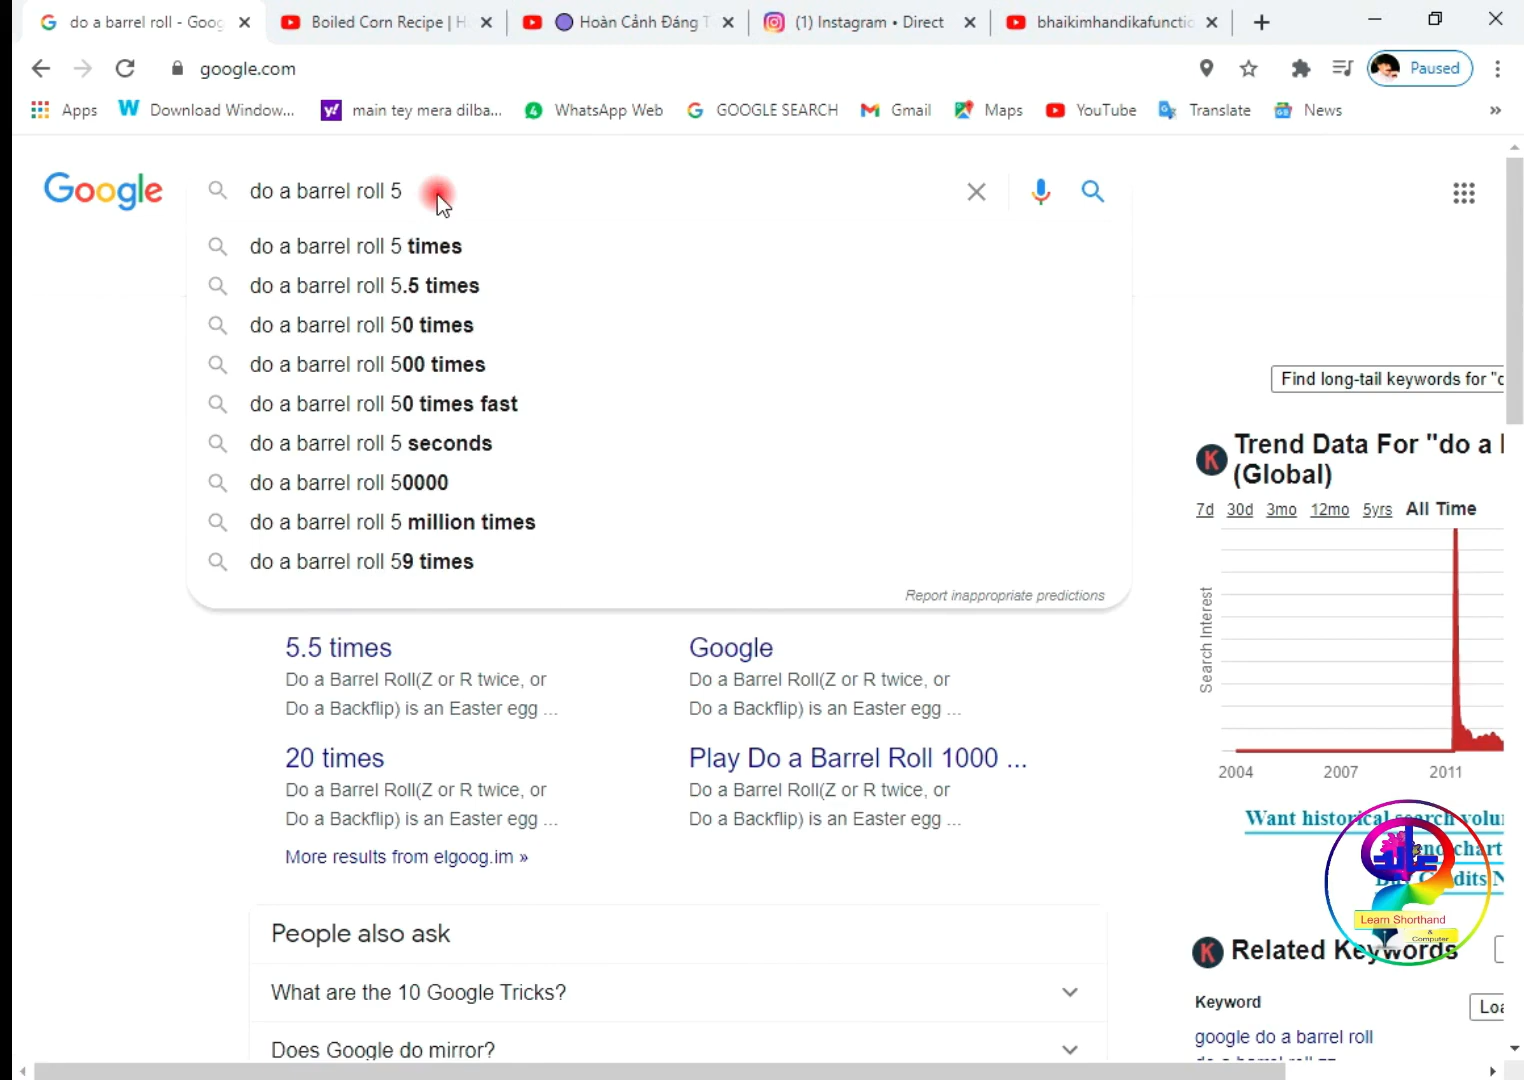 do a barrel roll - Goog
Boiled Corn Recipe | H
Hoàn Cảnh Đáng T
(1) Instagram • Direct
bhaikimhandikafunctio
google.com
Paused
Apps
Download Window...
main tey mera dilba...
WhatsApp Web
GOOGLE SEARCH
Gmail
Maps
YouTube
Translate
News
Google
do a barrel roll 5
do a barrel roll 5 times
do a barrel roll 5.5 times
do a barrel roll 50 times
do a barrel roll 500 times
do a barrel roll 50 times fast
do a barrel roll 5 seconds
do a barrel roll 50000
do a barrel roll 5 million times
do a barrel roll 59 times
Report inappropriate predictions
5.5 times
Do a Barrel Roll(Z or R twice, or
Do a Backflip) is an Easter egg ...
Google
Do a Barrel Roll(Z or R twice, or
Do a Backflip) is an Easter egg ...
20 times
Do a Barrel Roll(Z or R twice, or
Do a Backflip) is an Easter egg ...
Play Do a Barrel Roll 1000 ...
Do a Barrel Roll(Z or R twice, or
Do a Backflip) is an Easter egg ...
More results from elgoog.im »
People also ask
What are the 10 Google Tricks?
Does Google do mirror?
Find long-tail keywords for "d
Trend Data For "do a
(Global)
7d 30d 3mo 12mo 5yrs All Time
Search Interest
2004 2007 2011
Want historical search volu
chart
Learn Shorthand
&
Computer
Related Keywords
Keyword
Loa
google do a barrel roll